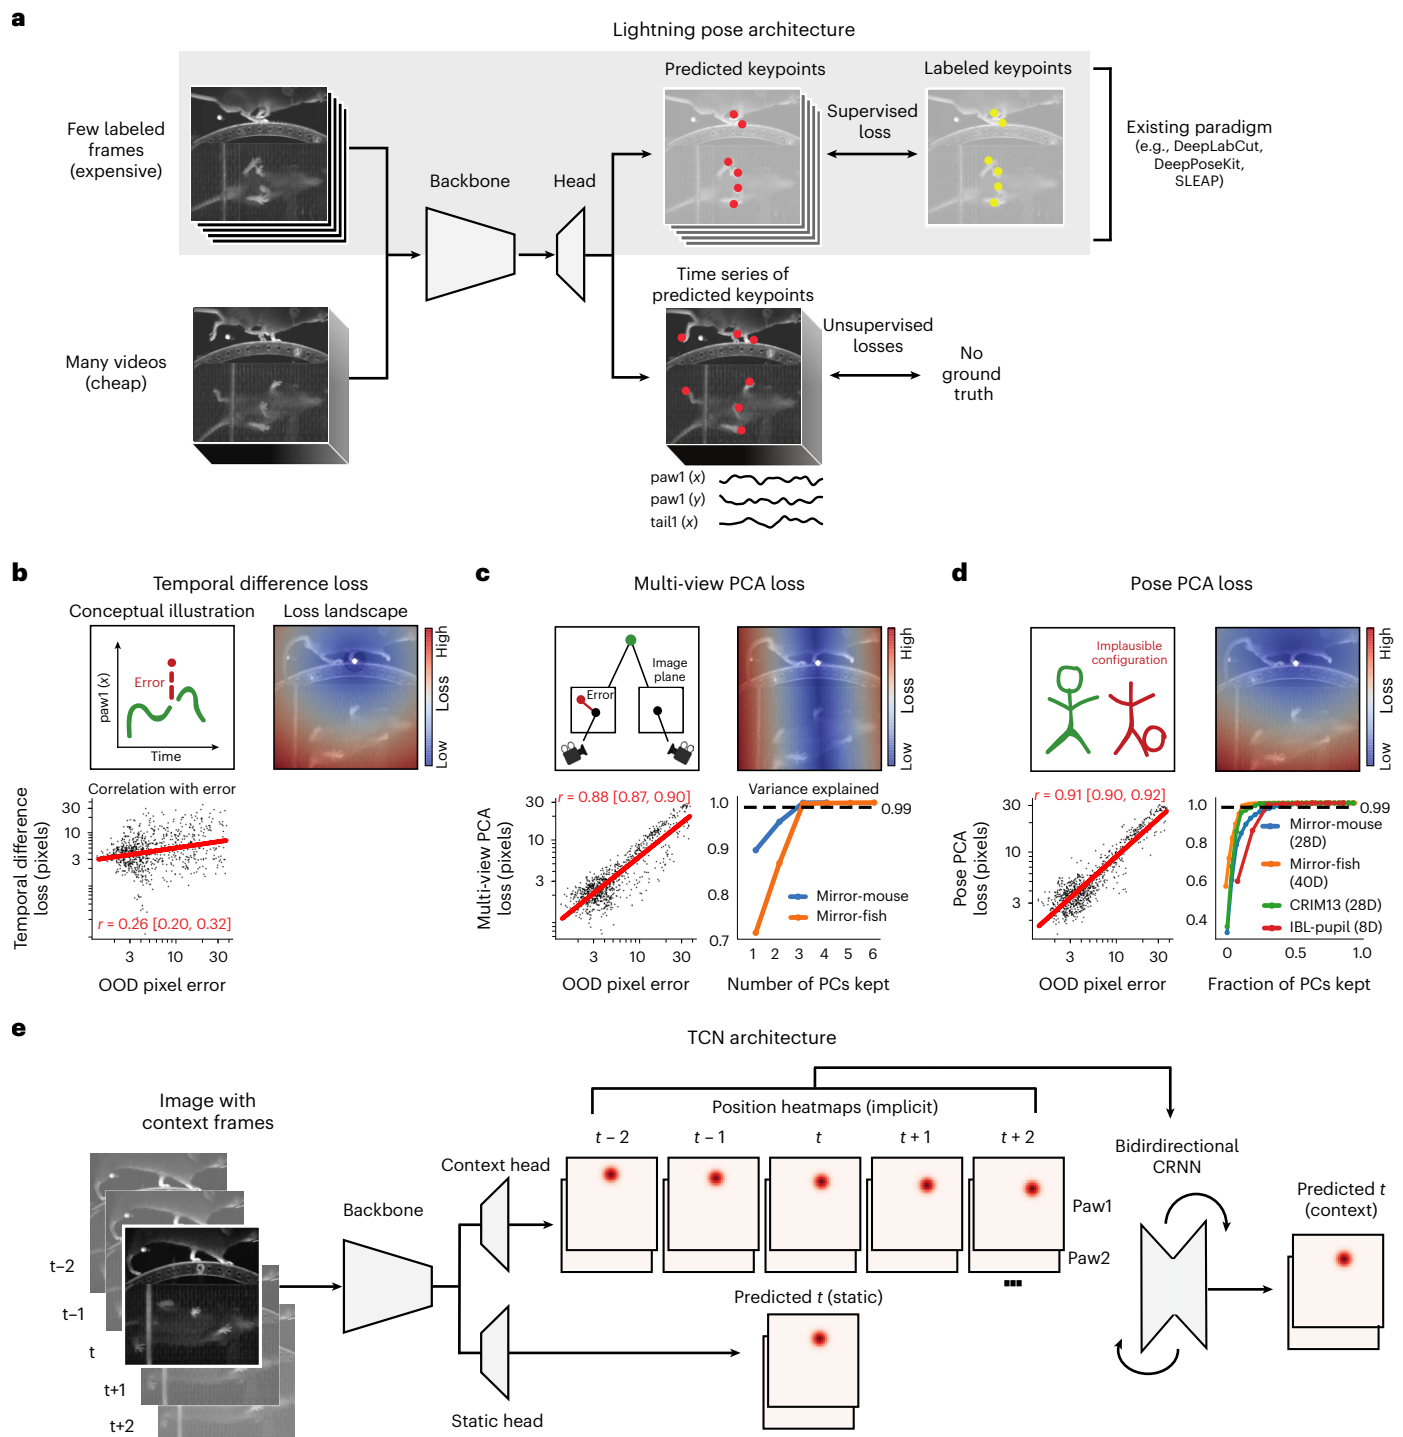 a
Lightning pose architecture
Few labeled
frames
(expensive)
Backbone
Head
Predicted keypoints
Supervised
loss
Labeled keypoints
Existing paradigm
(e.g., DeepLabCut,
DeepPoseKit,
SLEAP)
Many videos
(cheap)
Time series of
predicted keypoints
Unsupervised
losses
No
ground
truth
paw1 (x)
paw1 (y)
tail1 (x)
b
Temporal difference loss
Conceptual illustration
Loss landscape
paw1 (x)
Error
Time
High
Loss
Low
Correlation with error
Temporal difference
loss (pixels)
30
10
3
r = 0.26 [0.20, 0.32]
3
10
30
OOD pixel error
c
Multi-view PCA loss
Image
plane
Error
High
Loss
Low
Multi-view PCA
loss (pixels)
30
10
3
r = 0.88 [0.87, 0.90]
3
10
30
OOD pixel error
Variance explained
1.0
0.9
0.8
0.7
0.99
Mirror-mouse
Mirror-fish
1 2 3 4 5 6
Number of PCs kept
d
Pose PCA loss
Implausible
configuration
High
Loss
Low
Pose PCA
loss (pixels)
30
10
3
r = 0.91 [0.90, 0.92]
3
10
30
OOD pixel error
1.0
0.8
0.6
0.4
0.99
Mirror-mouse
(28D)
Mirror-fish
(40D)
CRIM13 (28D)
IBL-pupil (8D)
0
0.5
1.0
Fraction of PCs kept
e
TCN architecture
Image with
context frames
t–2
t–1
t
t+1
t+2
Backbone
Context head
Static head
Position heatmaps (implicit)
t – 2
t – 1
t
t + 1
t + 2
Paw1
Paw2
Predicted t (static)
Bidirdirectional
CRNN
Predicted t
(context)